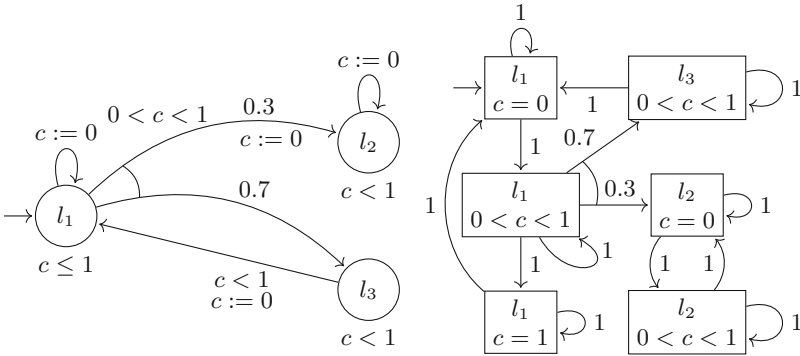 c := 0
l₁
c ≤ 1
0 < c < 1
0.3
c := 0
c := 0
l₂
c < 1
0.7
c < 1
c := 0
l₃
c < 1
1
l₁
c = 0
1
l₃
0 < c < 1
1
1
0.7
l₁
0 < c < 1
0.3
l₂
c = 0
1
1
1
1
1
1
l₁
c = 1
1
l₂
0 < c < 1
1